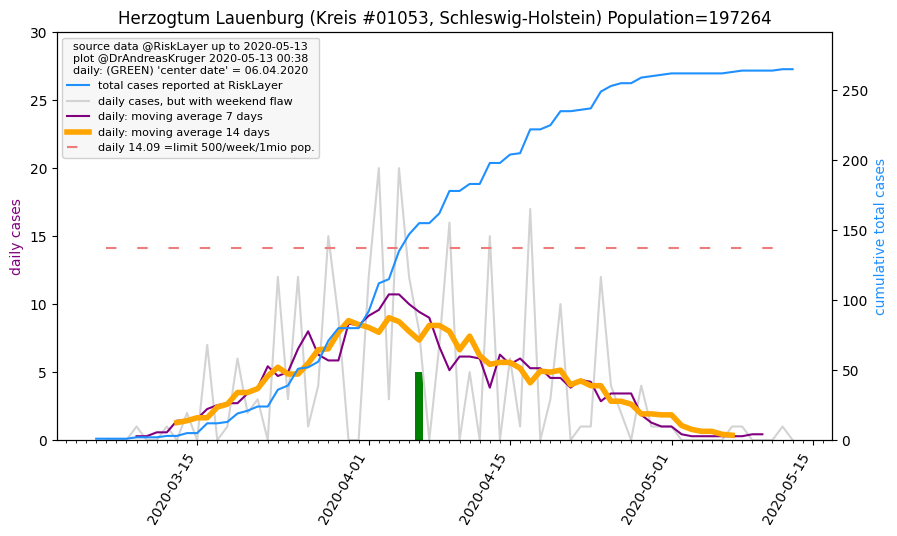 Herzogtum Lauenburg (Kreis #01053, Schleswig-Holstein) Population=197264
source data @RiskLayer up to 2020-05-13
plot @DrAndreasKruger 2020-05-13 00:38
daily: (GREEN) 'center date' = 06.04.2020
total cases reported at RiskLayer
daily cases, but with weekend flaw
daily: moving average 7 days
daily: moving average 14 days
daily 14.09 =limit 500/week/1mio pop.
daily cases
30
25
20
15
10
5
0
cumulative total cases
250
200
150
100
50
0
2020-03-15
2020-04-01
2020-04-15
2020-05-01
2020-05-15